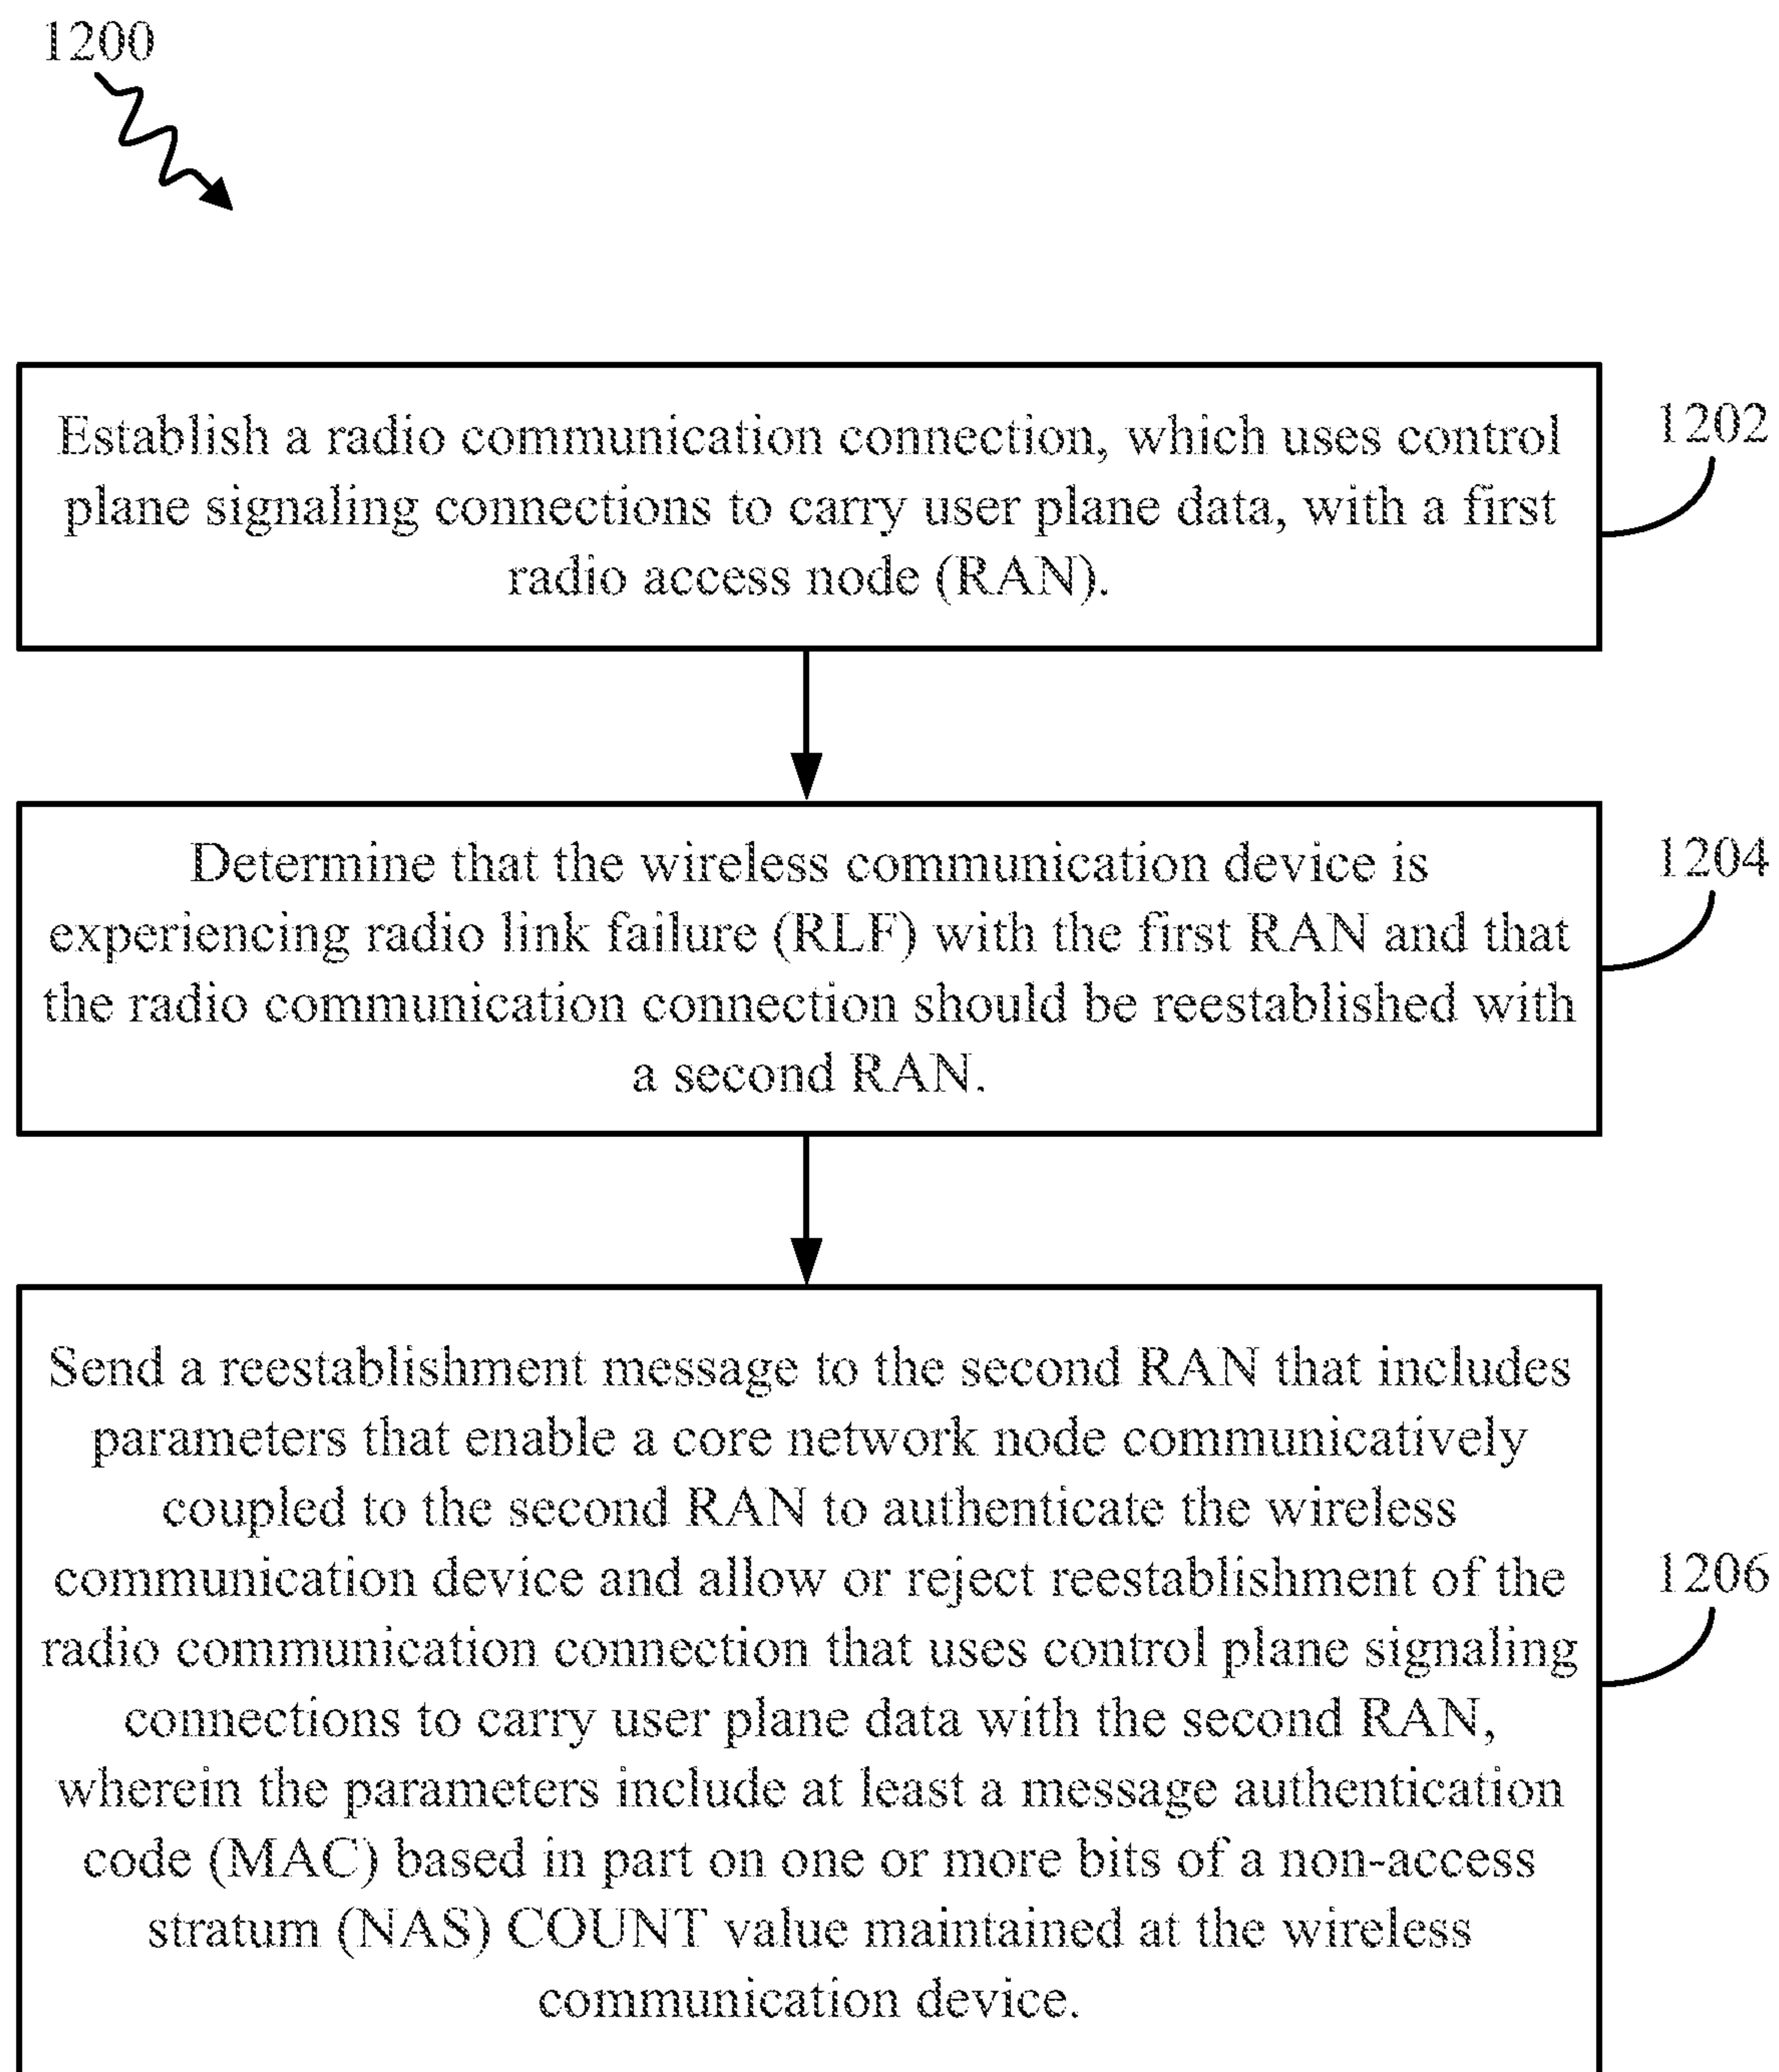 1200
Establish a radio communication connection, which uses control
plane signaling connections to carry user plane data, with a first
radio access node (RAN).
1202
Determine that the wireless communication device is
experiencing radio link failure (RLF) with the first RAN and that
the radio communication connection should be reestablished with
a second RAN.
1204
Send a reestablishment message to the second RAN that includes
parameters that enable a core network node communicatively
coupled to the second RAN to authenticate the wireless
communication device and allow or reject reestablishment of the
radio communication connection that uses control plane signaling
connections to carry user plane data with the second RAN,
wherein the parameters include at least a message authentication
code (MAC) based in part on one or more bits of a non-access
stratum (NAS) COUNT value maintained at the wireless
communication device.
1206